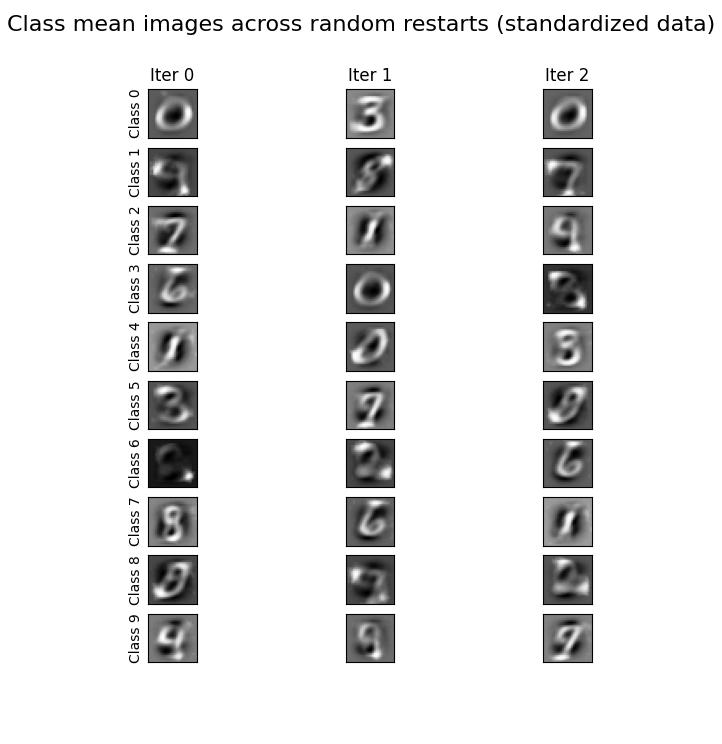 Class mean images across random restarts (standardized data)
Iter 0 Iter 1 Iter 2
Class 0
Class 1
Class 2
Class 3
Class 4
Class 5
Class 6
Class 7
Class 8
Class 9